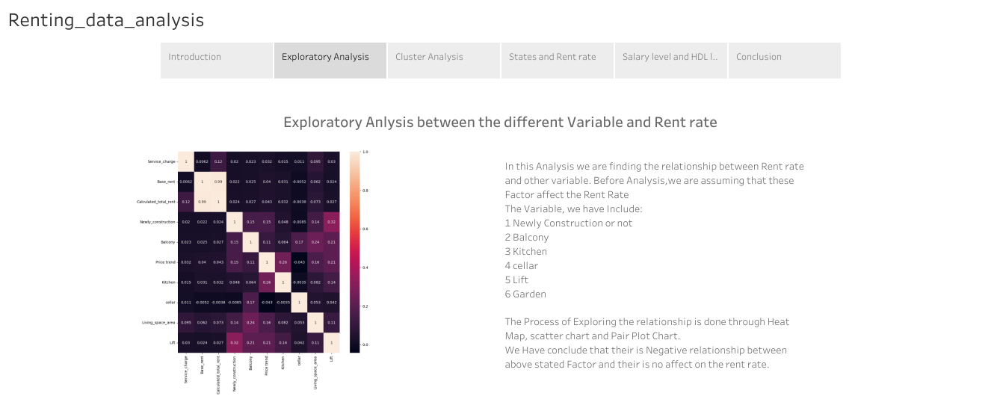 Renting_data_analysis
Introduction
Exploratory Analysis
Cluster Analysis
States and Rent rate
Salary level and HDL l..
Conclusion
Exploratory Anlysis between the different Variable and Rent rate
Service_charge 1 0.0062 0.12 0.02 0.023 0.032 0.015 0.011 0.095 0.03
Base_rent 0.0062 1 0.99 0.022 0.025 0.04 0.031 -0.0052 0.062 0.024
Calculated_total_rent 0.12 0.99 1 0.024 0.027 0.043 0.032 -0.0038 0.073 0.027
Newly_construction 0.02 0.022 0.024 1 0.15 0.15 0.048 -0.0085 0.14 0.32
Balcony 0.023 0.025 0.027 0.15 1 0.11 0.064 0.17 0.24 0.21
Price trend 0.032 0.04 0.043 0.15 0.11 1 0.26 -0.043 0.16 0.21
Kitchen 0.015 0.031 0.032 0.048 0.064 0.26 1 -0.0035 0.082 0.14
cellar 0.011 -0.0052 -0.0038 -0.0085 0.17 -0.043 -0.0035 1 0.053 0.042
Living_space_area 0.095 0.062 0.073 0.14 0.24 0.16 0.082 0.053 1 0.11
Lift 0.03 0.024 0.027 0.32 0.21 0.21 0.14 0.042 0.11 1
Service_charge
Base_rent
Calculated_total_rent
Newly_construction
Balcony
Price trend
Kitchen
cellar
Living_space_area
Lift
1.0
0.8
0.6
0.4
0.2
0.0
In this Analysis we are finding the relationship between Rent rate
and other variable. Before Analysis,we are assuming that these
Factor affect the Rent Rate
The Variable, we have Include:
1 Newly Construction or not
2 Balcony
3 Kitchen
4 cellar
5 Lift
6 Garden
The Process of Exploring the relationship is done through Heat
Map, scatter chart and Pair Plot Chart.
We Have conclude that their is Negative relationship between
above stated Factor and their is no affect on the rent rate.